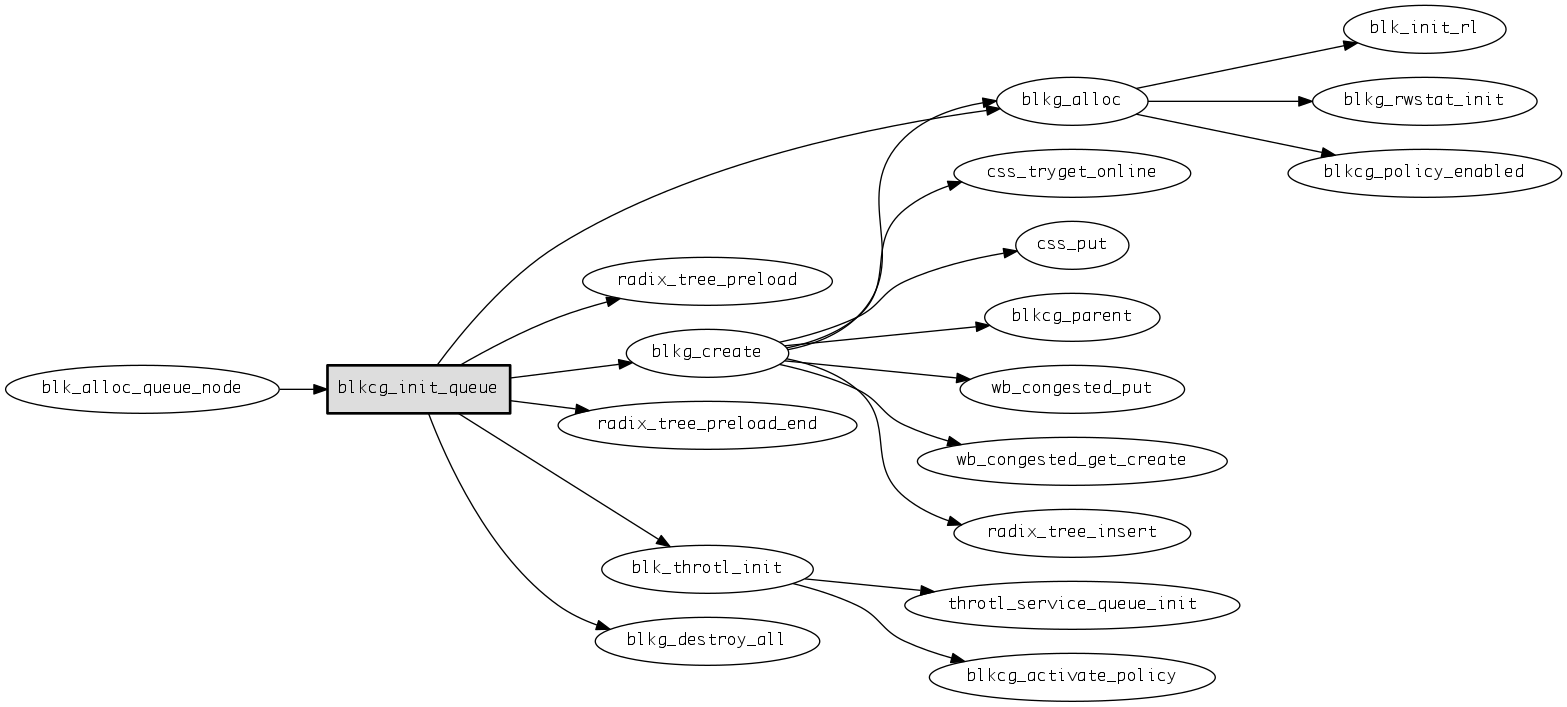 blk_init_rl
blkg_alloc
blkg_rwstat_init
css_tryget_online
blkcg_policy_enabled
css_put
radix_tree_preload
blkcg_parent
blkg_create
blk_alloc_queue_node
blkcg_init_queue
wb_congested_put
radix_tree_preload_end
wb_congested_get_create
radix_tree_insert
blk_throtl_init
throtl_service_queue_init
blkg_destroy_all
blkcg_activate_policy